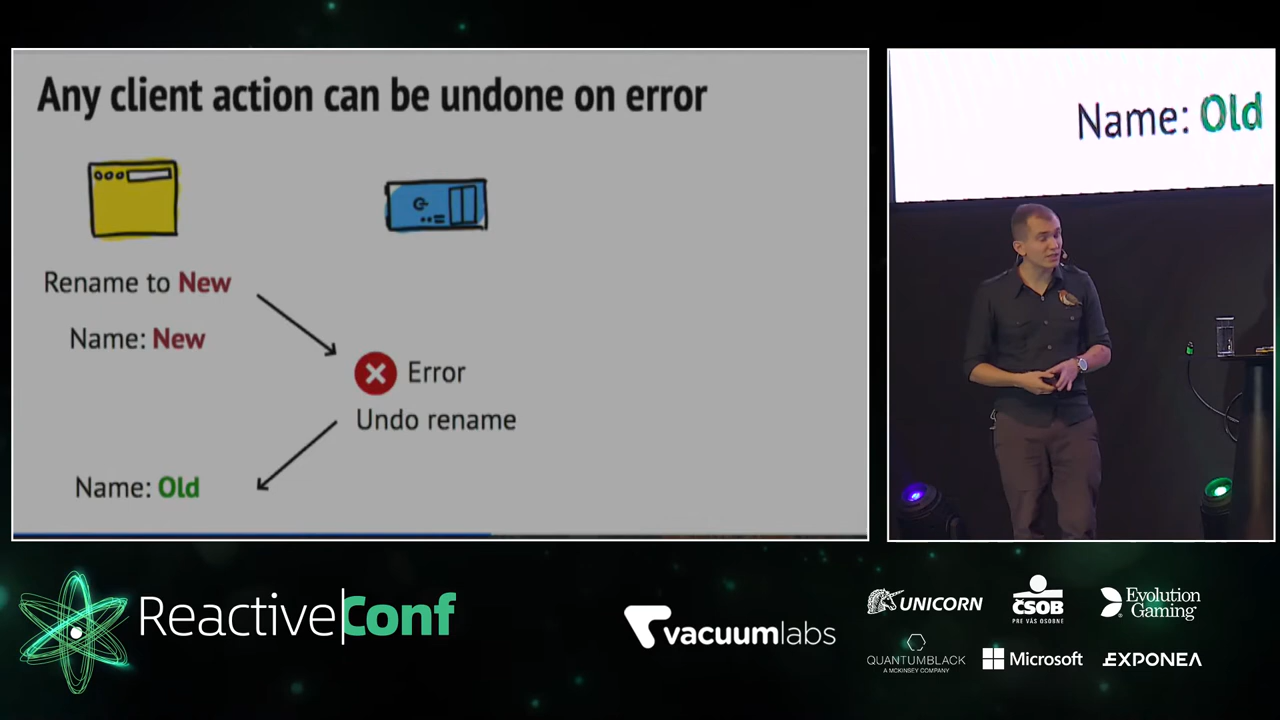 Any client action can be undone on error
Rename to New
Name: New
Error
Undo rename
Name: Old
Name: Old
ReactiveConf
vacuumlabs
UNICORN
ČSOB
PRE VÁS OSOBNE
Evolution
Gaming
QUANTUMBLACK
A MCKINSEY COMPANY
Microsoft
EXPONEA